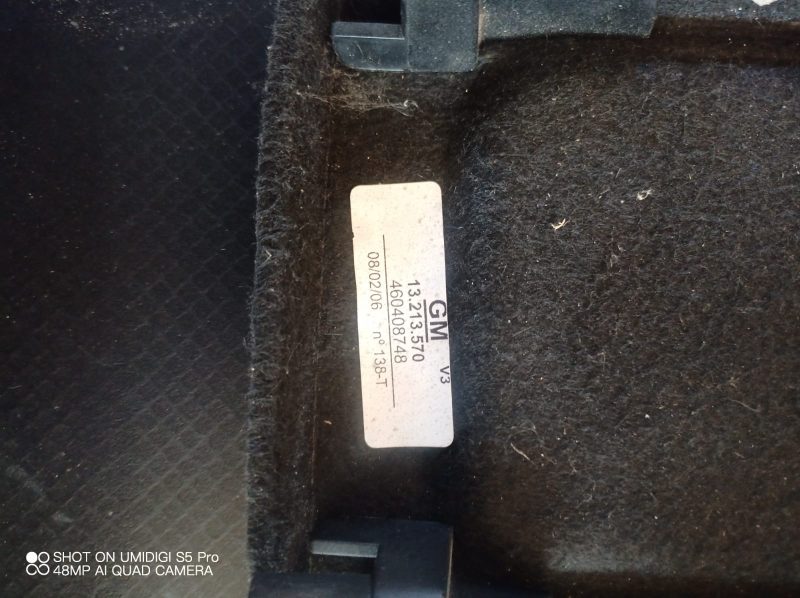 GM V3
13.213.570
460408748
08/02/06 nº 138-T
SHOT ON UMIDIGI S5 Pro
48MP AI QUAD CAMERA